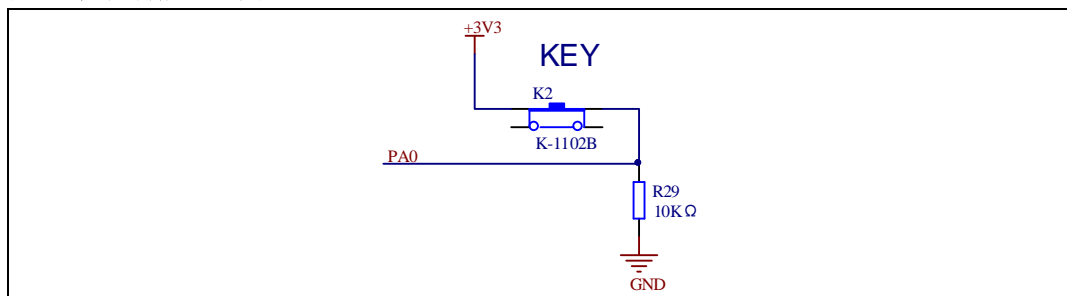 +3V3
KEY
K2
K-1102B
PA0
R29
10KΩ
GND